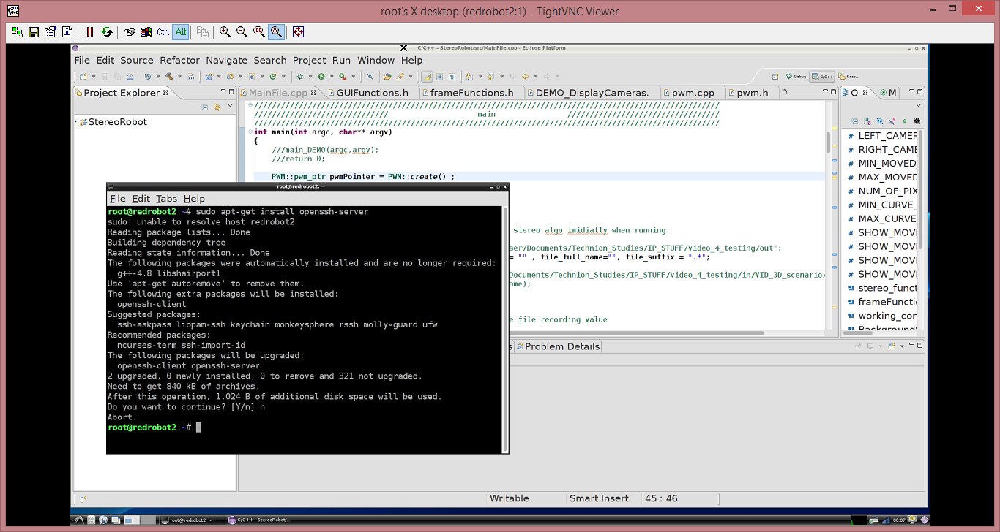 root's X desktop (redrobot2:1) - TightVNC Viewer
Ctrl Alt
C/C++ - StereoRobot/src/MainFile.cpp - Eclipse Platform
File Edit Source Refactor Navigate Search Project Run Window Help
Debug C/C++ Reso...
Project Explorer MainFile.cpp GUIFunctions.h frameFunctions.h DEMO_DisplayCameras. pwm.cpp pwm.h »1 O M
StereoRobot
main
int main(int argc, char** argv)
{
///main_DEMO(argc,argv);
///return 0;
PWM::pwm_ptr pwmPointer = PWM::create() ;
stereo algo imidiatly when running.
ser/Documents/Technion_Studies/IP_STUFF/video_4_testing/out";
= "" , file_full_name="", file_suffix = ".*";
Documents/Technion_Studies/IP_STUFF/video_4_testing/in/VID_3D_scenario/
ame);
e file recording value
# LEFT_CAMER
# RIGHT_CAME
# MIN_MOVED
# MAX_MOVED
# NUM_OF_PIX
# MIN_CURVE_
# MAX_CURVE_
# SHOW_MOVI
# SHOW_MOVI
# SHOW_MOVI
# SHOW_MOVI
stereo_funct
frameFunctio
working_con
BackgroundS
root@redrobot2: ~
File Edit Tabs Help
root@redrobot2:~# sudo apt-get install openssh-server
sudo: unable to resolve host redrobot2
Reading package lists... Done
Building dependency tree
Reading state information... Done
The following packages were automatically installed and are no longer required:
g++-4.8 libshairport1
Use 'apt-get autoremove' to remove them.
The following extra packages will be installed:
openssh-client
Suggested packages:
ssh-askpass libpam-ssh keychain monkeysphere rssh molly-guard ufw
Recommended packages:
ncurses-term ssh-import-id
The following packages will be upgraded:
openssh-client openssh-server
2 upgraded, 0 newly installed, 0 to remove and 321 not upgraded.
Need to get 840 kB of archives.
After this operation, 1,024 B of additional disk space will be used.
Do you want to continue? [Y/n] n
Abort.
root@redrobot2:~#
s Problem Details
Writable Smart Insert 45 : 46
root@redrobot2: ~ C/C++ - StereoRobot/... 00:07